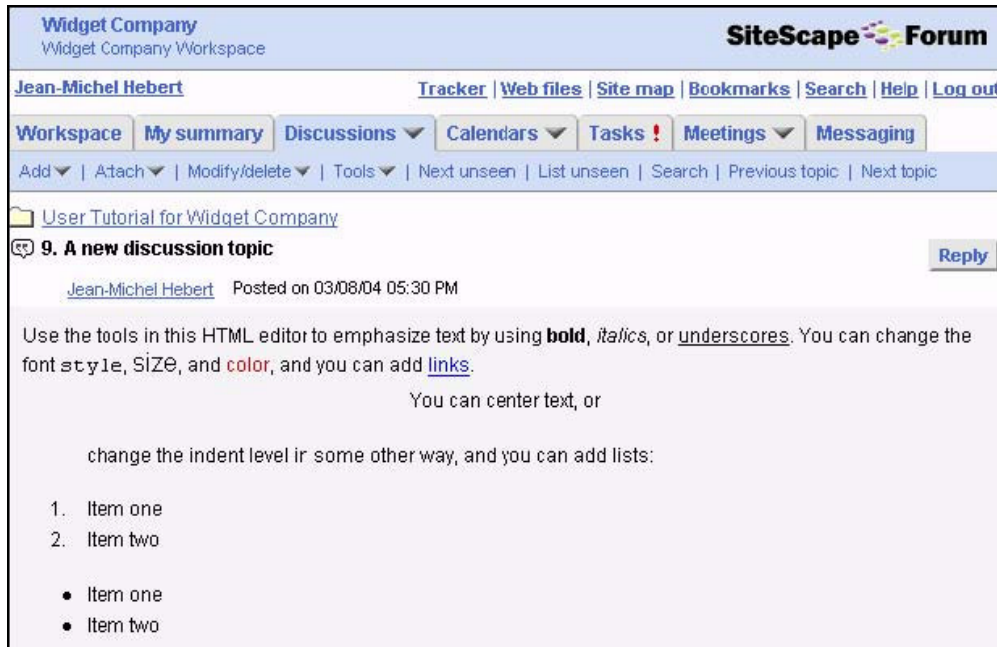 Widget Company
Widget Company Workspace
SiteScape Forum
Jean-Michel Hebert
Tracker | Web files | Site map | Bookmarks | Search | Help | Log out
Workspace My summary Discussions Calendars Tasks ! Meetings Messaging
Add | Attach | Modify/delete | Tools | Next unseen | List unseen | Search | Previous topic | Next topic
User Tutorial for Widget Company
9. A new discussion topic
Reply
Jean-Michel Hebert Posted on 03/08/04 05:30 PM
Use the tools in this HTML editor to emphasize text by using bold, italics, or underscores. You can change the
font style, size, and color, and you can add links.
You can center text, or
change the indent level in some other way, and you can add lists:
1. Item one
2. Item two
• Item one
• Item two